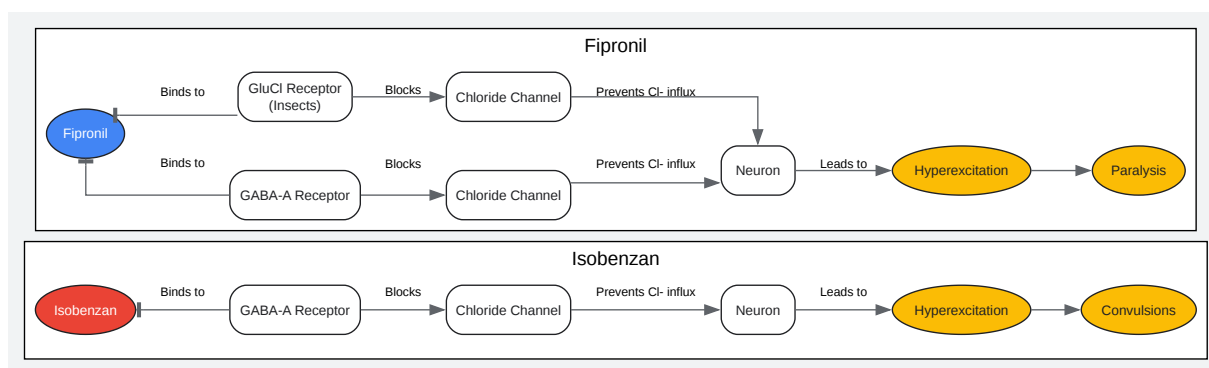 Fipronil
Binds to
GluCl Receptor
(Insects)
Blocks
Chloride Channel
Prevents Cl- influx
Fipronil
Binds to
GABA-A Receptor
Blocks
Chloride Channel
Prevents Cl- influx
Neuron
Leads to
Hyperexcitation
Paralysis
Isobenzan
Isobenzan
Binds to
GABA-A Receptor
Blocks
Chloride Channel
Prevents Cl- influx
Neuron
Leads to
Hyperexcitation
Convulsions